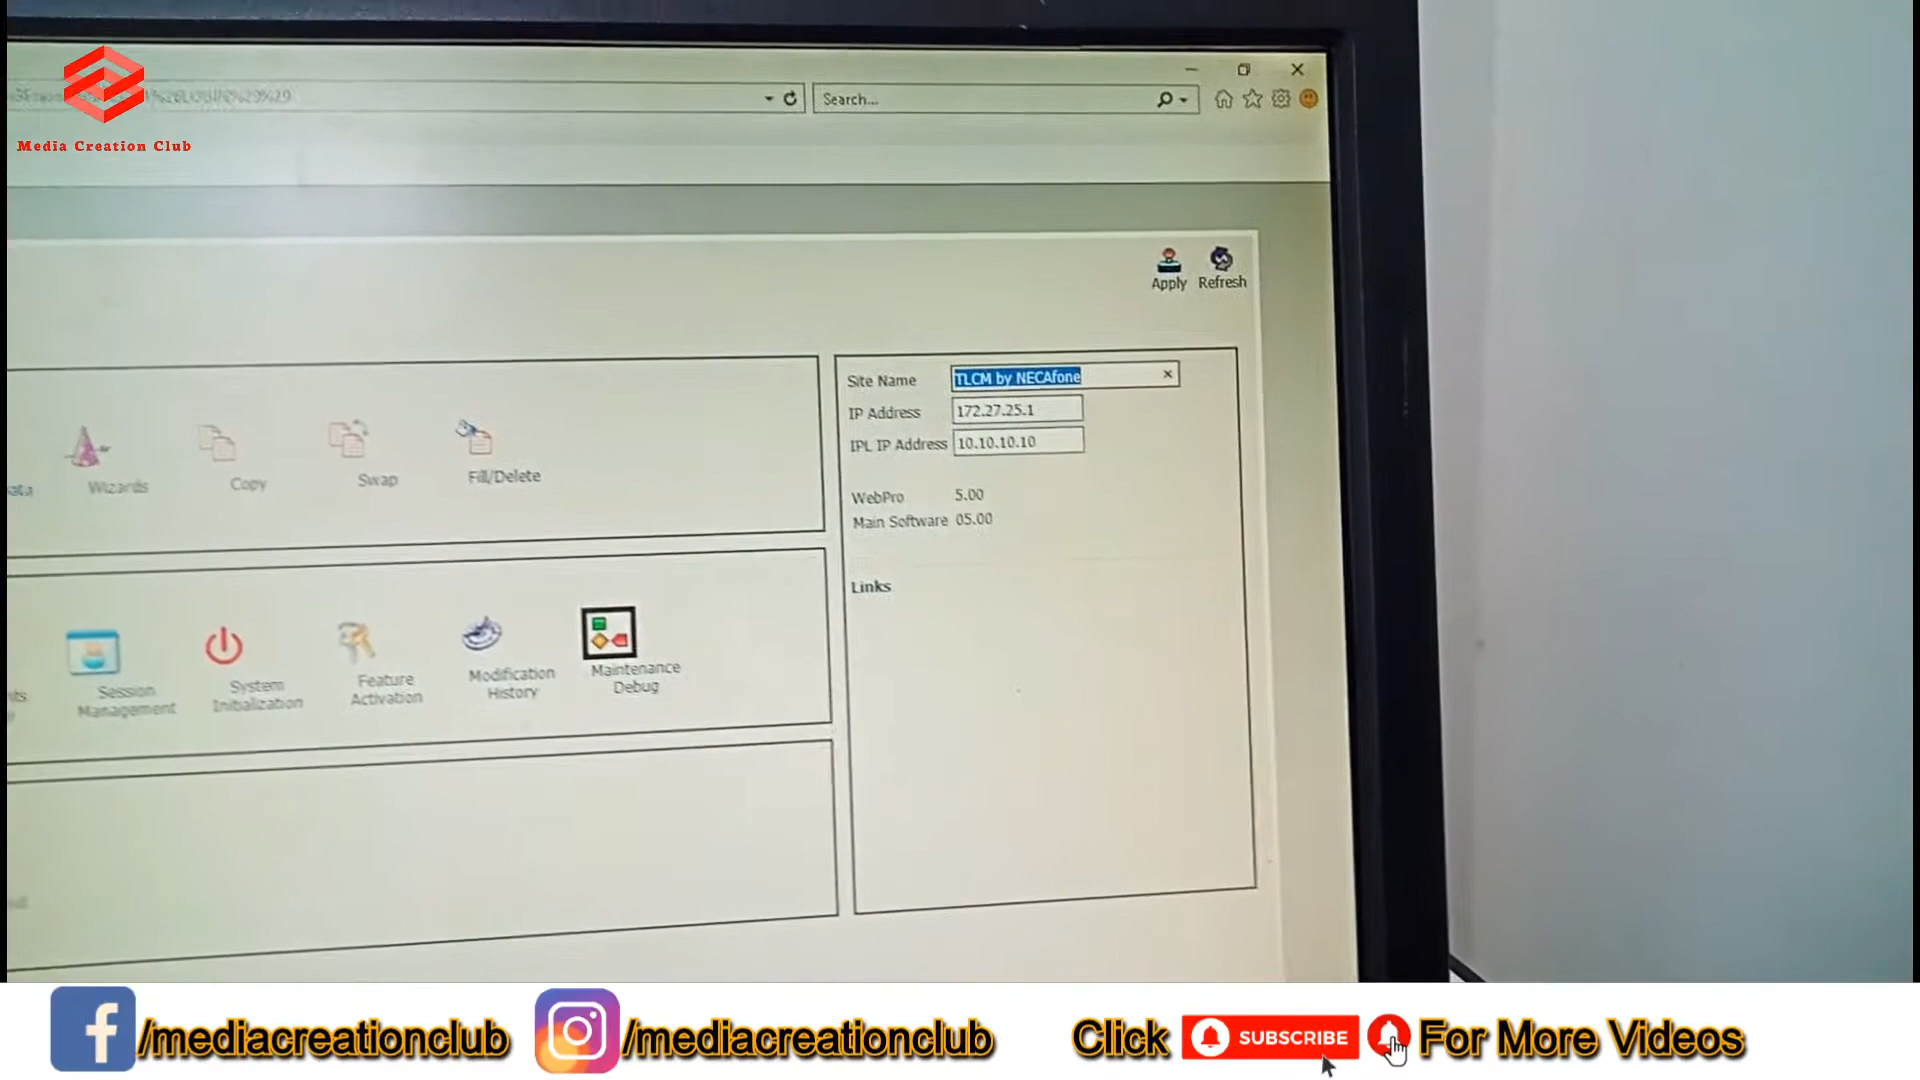 Media Creation Club
Search...
Apply Refresh
Site Name TLCM by NECAfone
IP Address 172.27.25.1
IPL IP Address 10.10.10.10
WebPro 5.00
Main Software 05.00
Links
Wizards Copy Swap Fill/Delete
Session Management
System Initialization
Feature Activation
Modification History
Maintenance Debug
/mediacreationclub /mediacreationclub Click SUBSCRIBE For More Videos